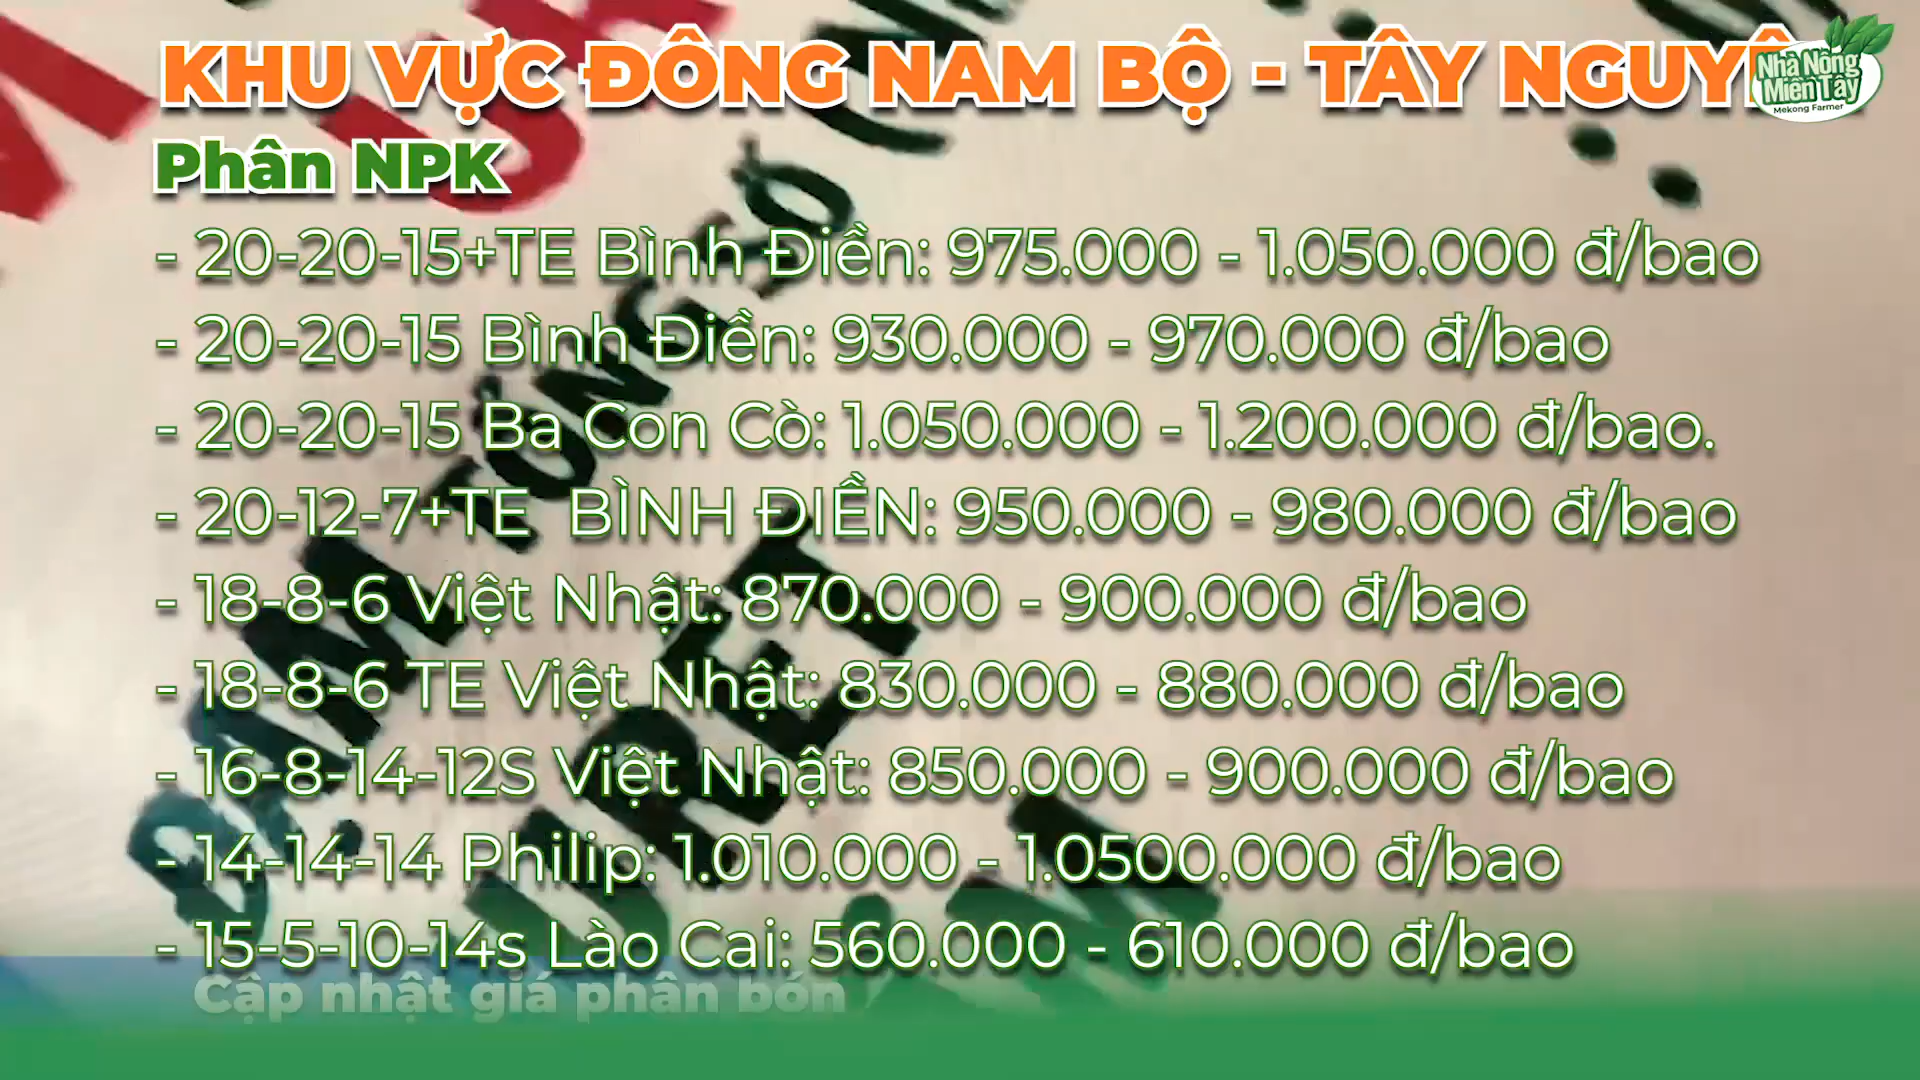 KHU VỰC ĐÔNG NAM BỘ - TÂY NGUYÊ
Nhà Nông
Miền Tây
Mekong Farmer
Phân NPK
- 20-20-15+TE Bình Điền: 975.000 - 1.050.000 đ/bao
- 20-20-15 Bình Điền: 930.000 - 970.000 đ/bao
- 20-20-15 Ba Con Cò: 1.050.000 - 1.200.000 đ/bao.
- 20-12-7+TE BÌNH ĐIỀN: 950.000 - 980.000 đ/bao
- 18-8-6 Việt Nhật: 870.000 - 900.000 đ/bao
- 18-8-6 TE Việt Nhật: 830.000 - 880.000 đ/bao
- 16-8-14-12S Việt Nhật: 850.000 - 900.000 đ/bao
- 14-14-14 Philip: 1.010.000 - 1.0500.000 đ/bao
- 15-5-10-14s Lào Cai: 560.000 - 610.000 đ/bao
Cập nhật giá phân bón
ĐẠM TỔNG SỐ (N
URET